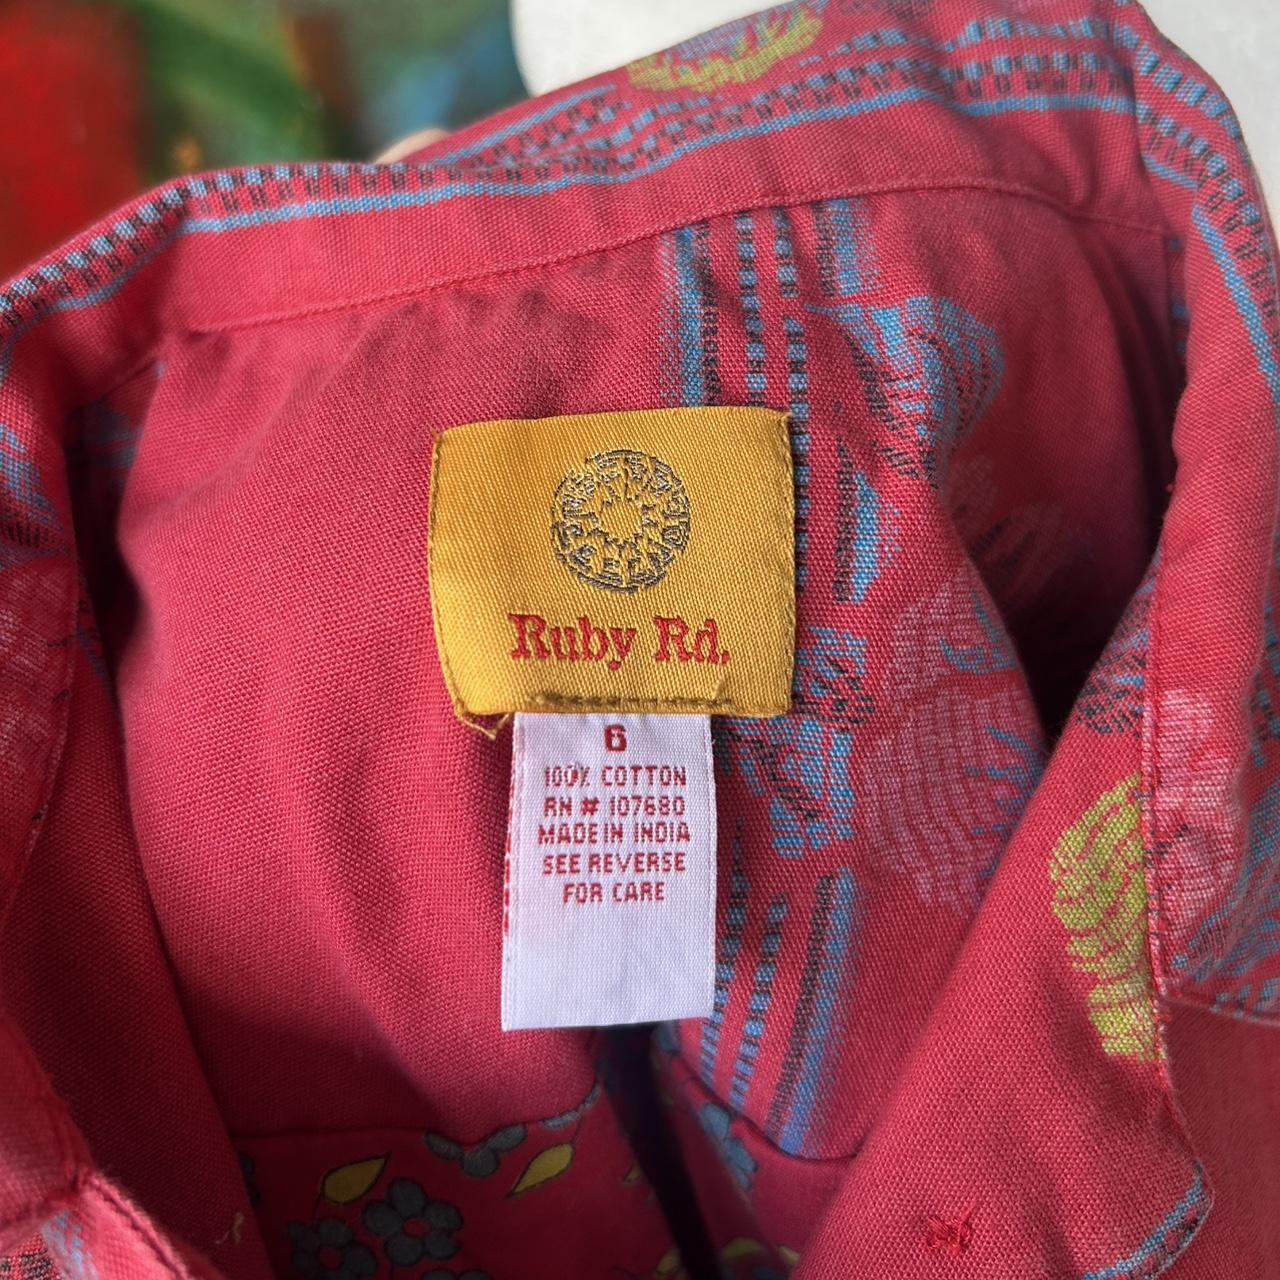 Ruby Rd.
6
100% COTTON
RN # 107680
MADE IN INDIA
SEE REVERSE
FOR CARE